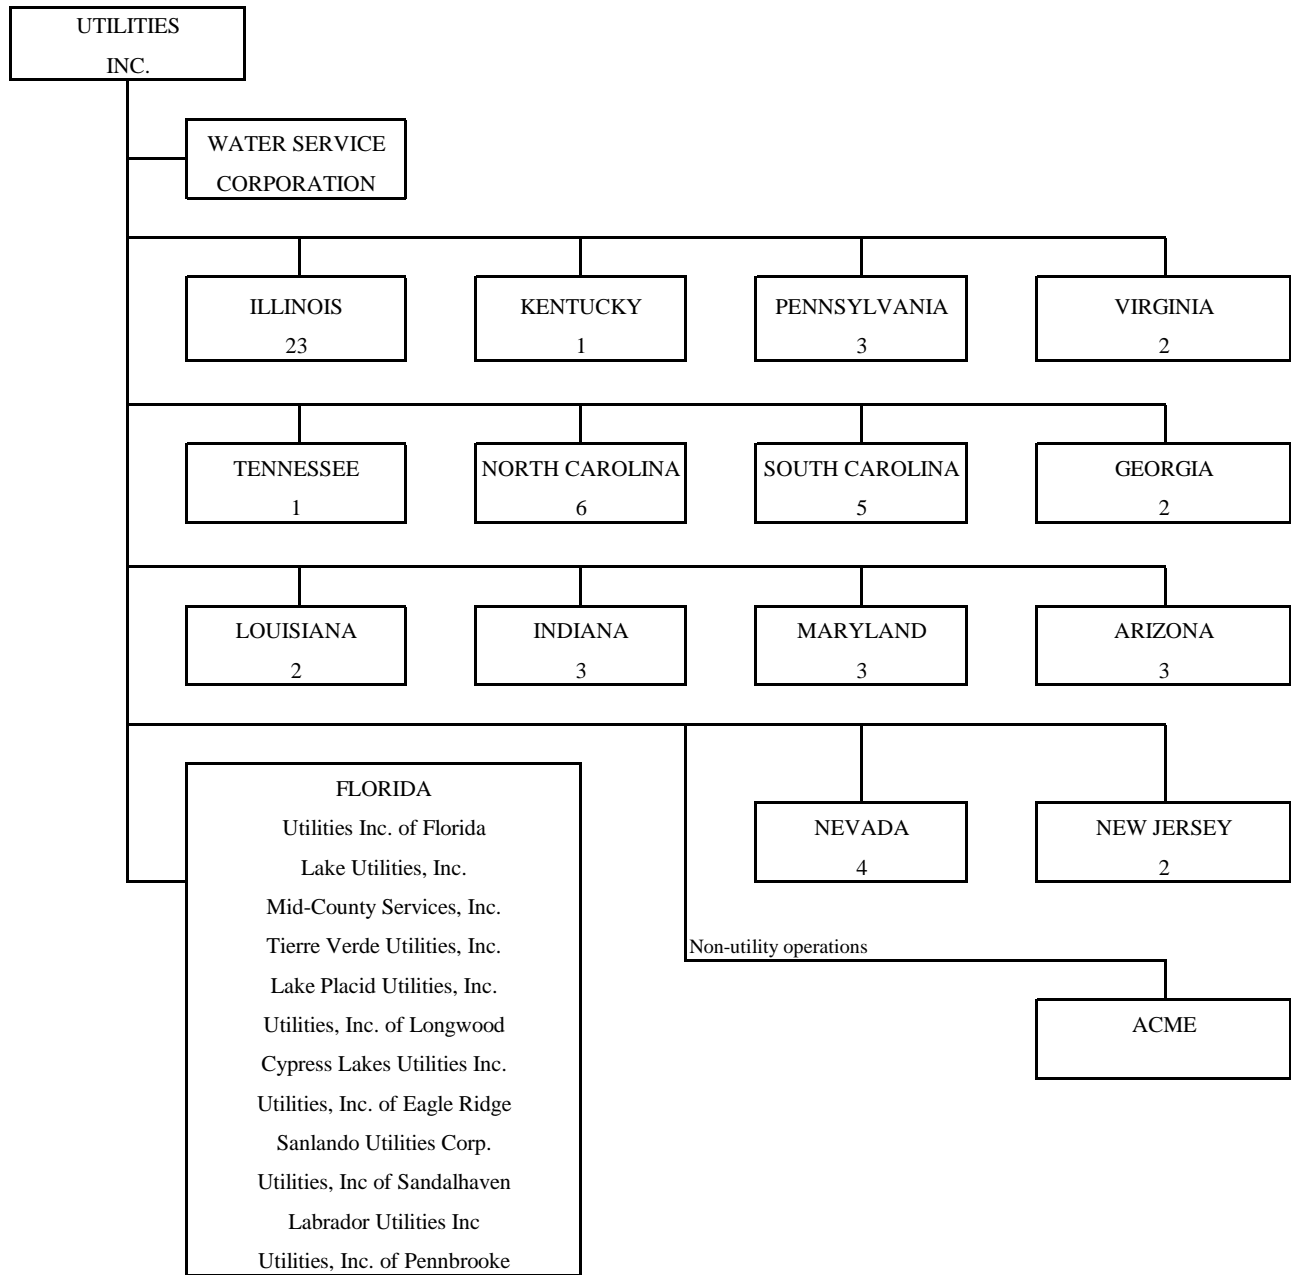 UTILITIES
INC.
WATER SERVICE
CORPORATION
ILLINOIS
23
KENTUCKY
1
PENNSYLVANIA
3
VIRGINIA
2
TENNESSEE
1
NORTH CAROLINA
6
SOUTH CAROLINA
5
GEORGIA
2
LOUISIANA
2
INDIANA
3
MARYLAND
3
ARIZONA
3
FLORIDA
Utilities Inc. of Florida
Lake Utilities, Inc.
Mid-County Services, Inc.
Tierre Verde Utilities, Inc.
Lake Placid Utilities, Inc.
Utilities, Inc. of Longwood
Cypress Lakes Utilities Inc.
Utilities, Inc. of Eagle Ridge
Sanlando Utilities Corp.
Utilities, Inc of Sandalhaven
Labrador Utilities Inc
Utilities, Inc. of Pennbrooke
NEVADA
4
NEW JERSEY
2
Non-utility operations
ACME